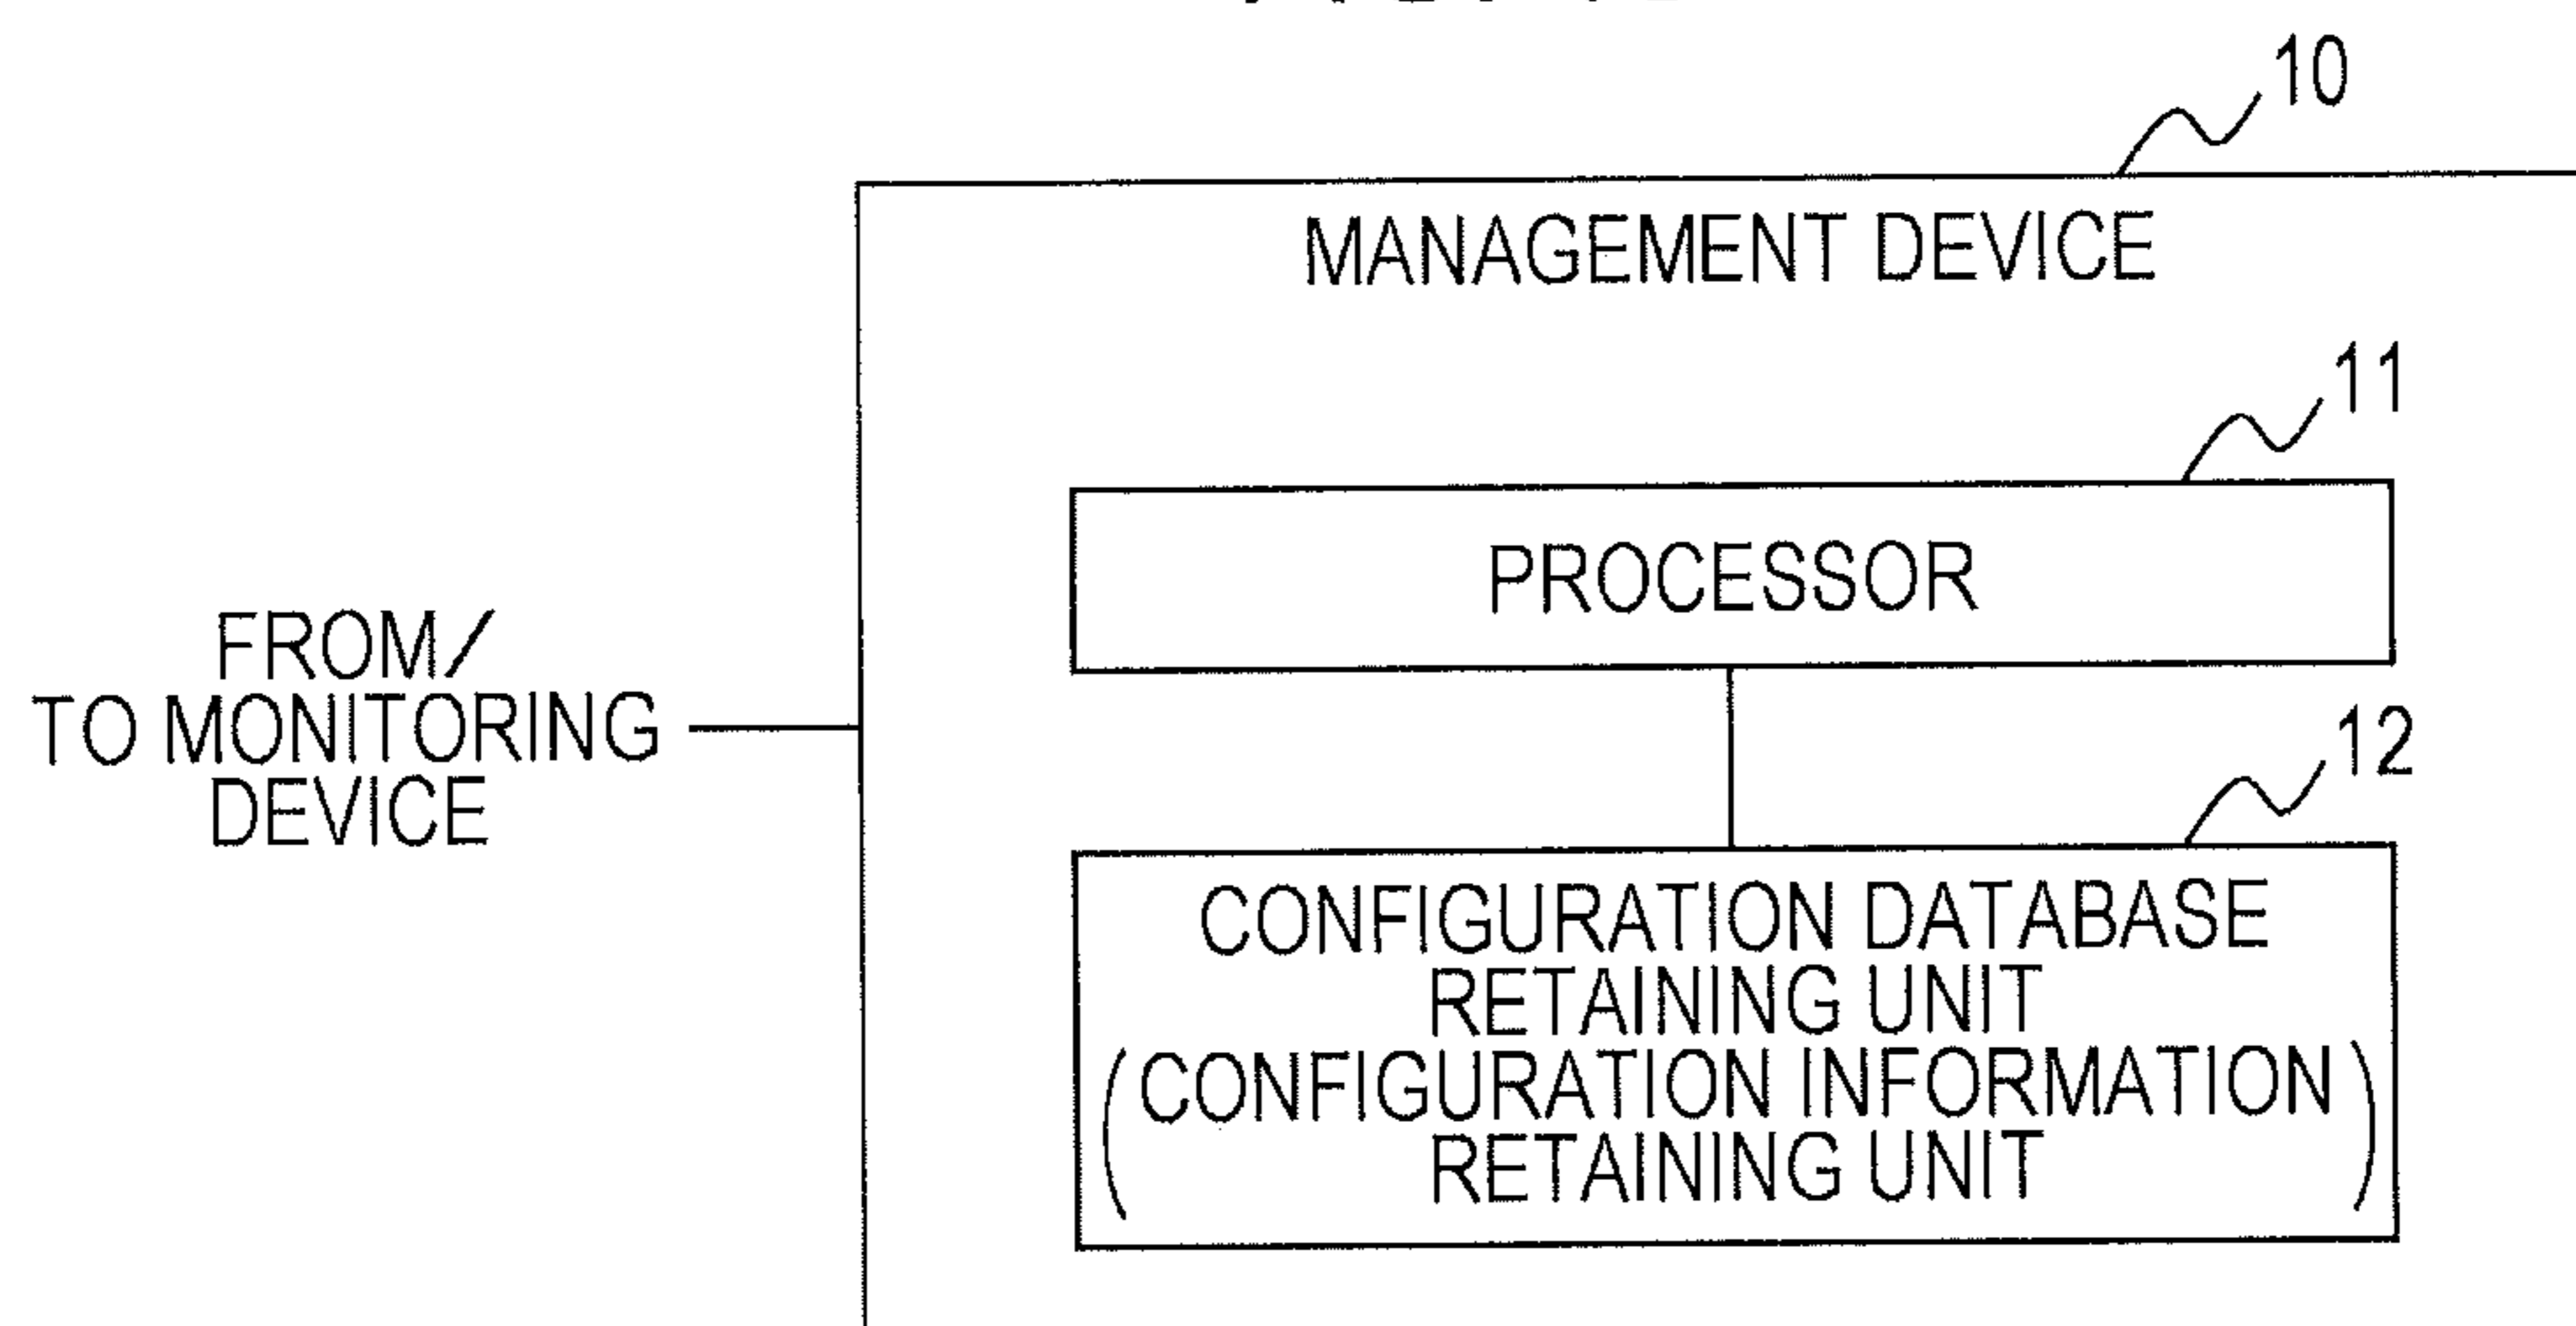 10
MANAGEMENT DEVICE
11
PROCESSOR
FROM/
TO MONITORING
DEVICE
12
CONFIGURATION DATABASE
RETAINING UNIT
(CONFIGURATION INFORMATION
RETAINING UNIT)